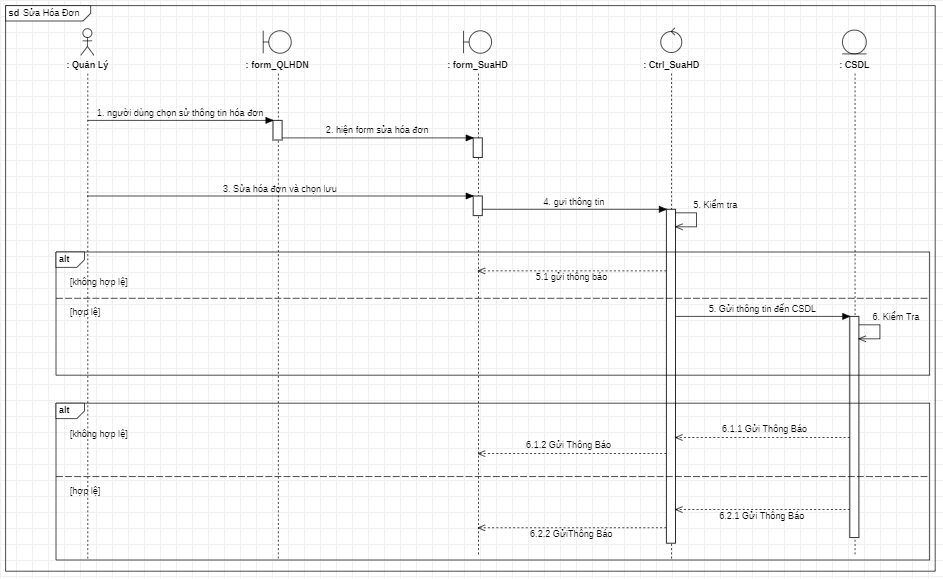 sd Sửa Hóa Đơn
: Quản Lý
: form_QLHDN
: form_SuaHD
: Ctrl_SuaHD
: CSDL
1. người dùng chọn sử thông tin hóa đơn
2. hiện form sửa hóa đơn
3. Sửa hóa đơn và chọn lưu
4. gưi thông tin
5. Kiểm tra
alt
[không hợp lệ]
5.1 gửi thông báo
[hợp lệ]
5. Gửi thông tin đến CSDL
6. Kiểm Tra
alt
[không hợp lệ]
6.1.1 Gửi Thông Báo
6.1.2 Gửi Thông Báo
[hợp lệ]
6.2.1 Gửi Thông Báo
6.2.2 GửiThông Báo